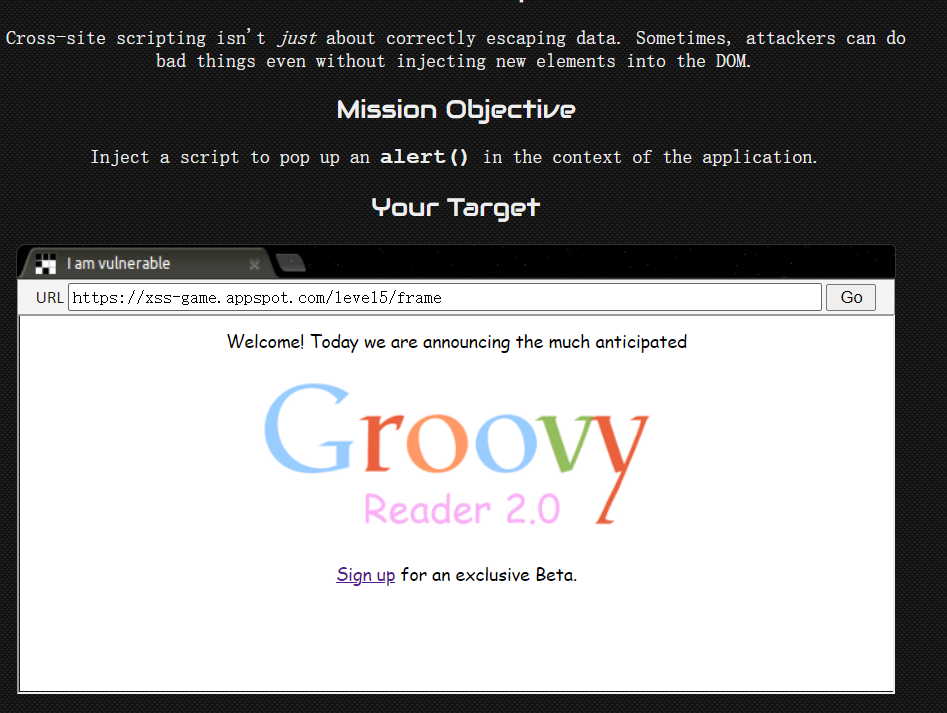 Cross-site scripting isn't just about correctly escaping data. Sometimes, attackers can do
bad things even without injecting new elements into the DOM.
Mission Objective
Inject a script to pop up an alert() in the context of the application.
Your Target
I am vulnerable
URL https://xss-game.appspot.com/level5/frame Go
Welcome! Today we are announcing the much anticipated
Groovy
Reader 2.0
Sign up for an exclusive Beta.